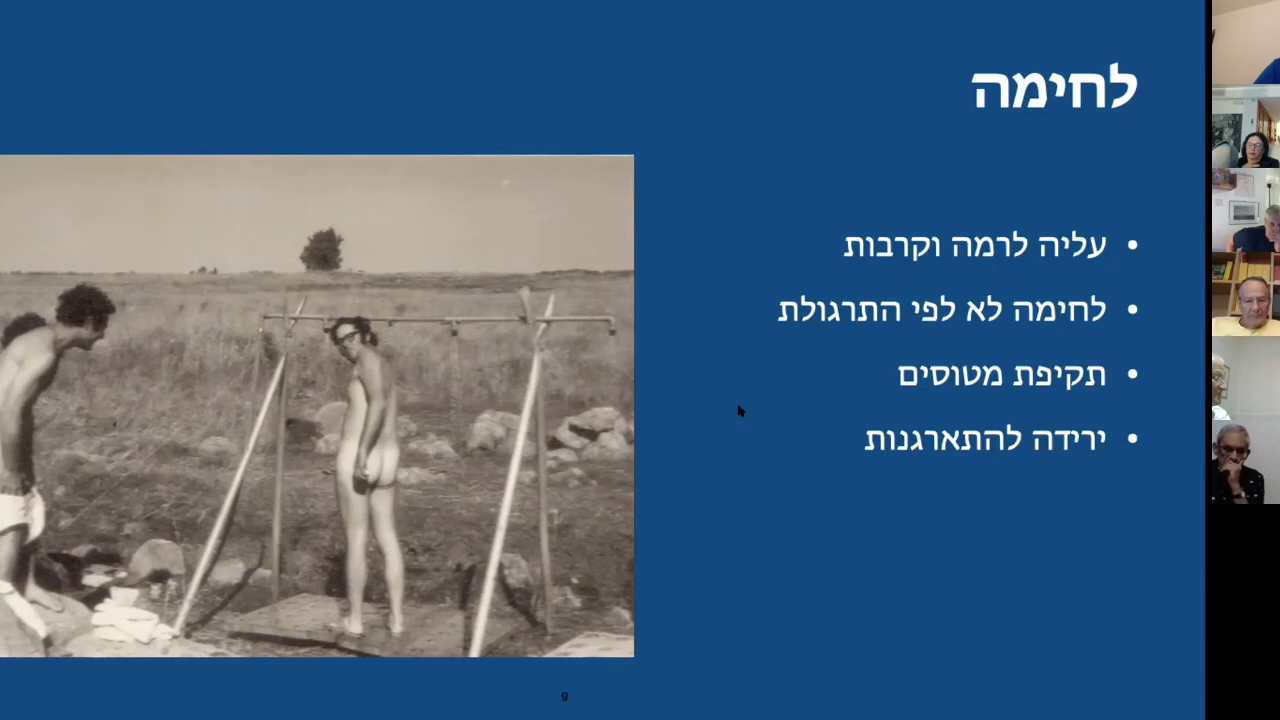 לחימה
• עליה לרמה וקרבות
• לחימה לא לפי התרגולת
• תקיפת מטוסים
• ירידה להתארגנות
9